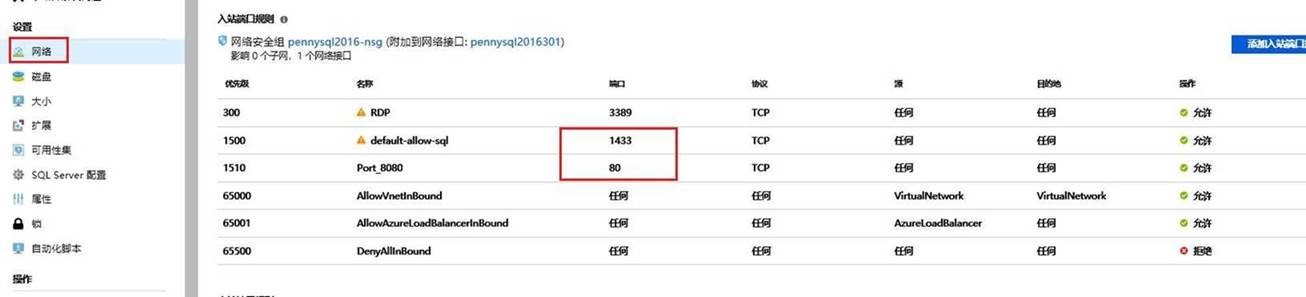 设置
网络
磁盘
大小
扩展
可用性集
SQL Server 配置
属性
锁
自动化脚本
操作
入站端口规则
网络安全组 pennysql2016-nsg (附加到网络接口: pennysql2016301)
影响 0 个子网，1 个网络接口
添加入站端口
优先级 名称 端口 协议 源 目的地 操作
300 RDP 3389 TCP 任何 任何 允许
1500 default-allow-sql 1433 TCP 任何 任何 允许
1510 Port_8080 80 TCP 任何 任何 允许
65000 AllowVnetInBound 任何 任何 VirtualNetwork VirtualNetwork 允许
65001 AllowAzureLoadBalancerInBound 任何 任何 AzureLoadBalancer 任何 允许
65500 DenyAllInBound 任何 任何 任何 任何 拒绝